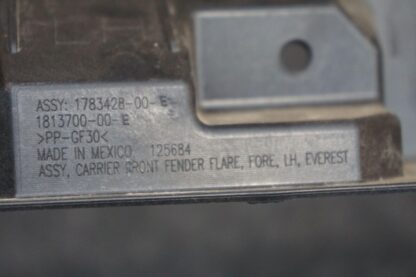 ASSY: 1783428-00-E
1813700-00-E
>PP-GF30<
MADE IN MEXICO 125684
ASSY, CARRIER FRONT FENDER FLARE, FORE, LH, EVEREST